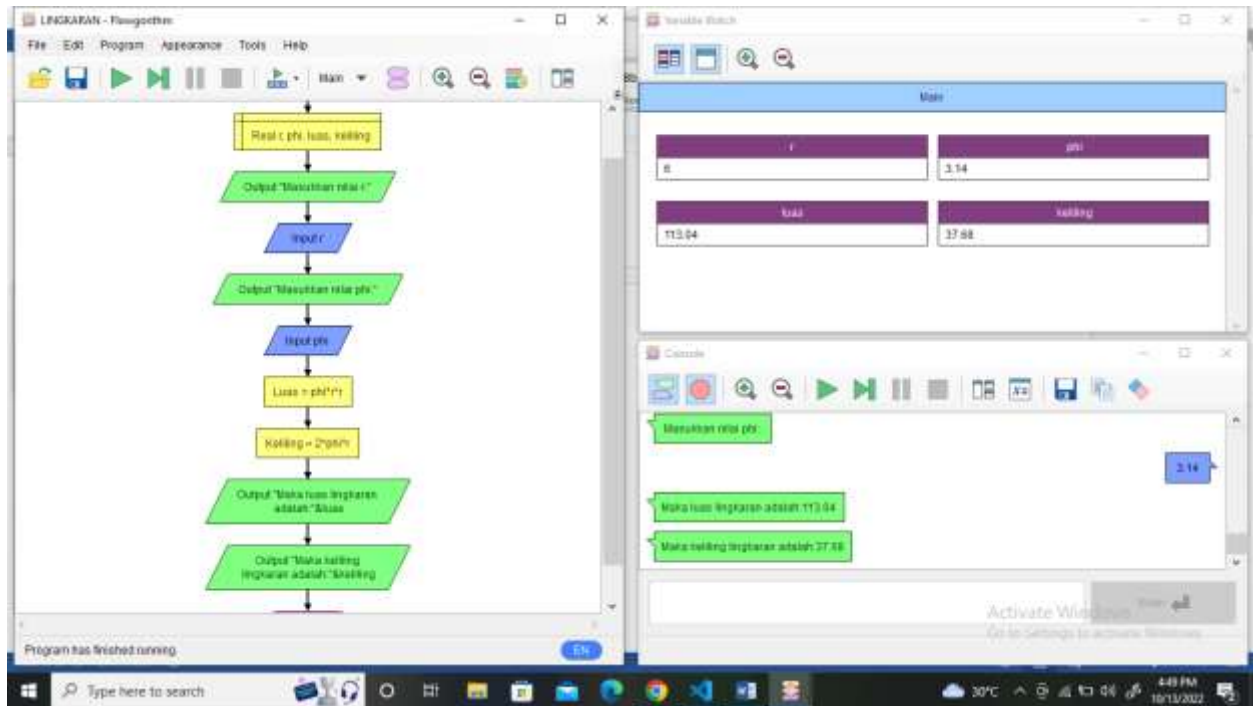 LINGKARAN - Flowgorithm
File Edit Program Appearance Tools Help
Main
Real r, phi, luas, keliling
Output "Masukkan nilai r:"
Input r
Output "Masukkan nilai phi:"
Input phi
Luas = phi*r*r
Keliling = 2*phi*r
Output "Maka luas lingkaran
adalah:"&luas
Output "Maka keliling
lingkaran adalah:"&keliling
Program has finished running.
EN
Variable Watch
Main
r
phi
6
3.14
luas
keliling
113.04
37.68
Console
Masukkan nilai phi:
3.14
Maka luas lingkaran adalah:113.04
Maka keliling lingkaran adalah:37.68
Enter
Activate Windows
Go to Settings to activate Windows.
Type here to search
30°C
4:49 PM
10/13/2022